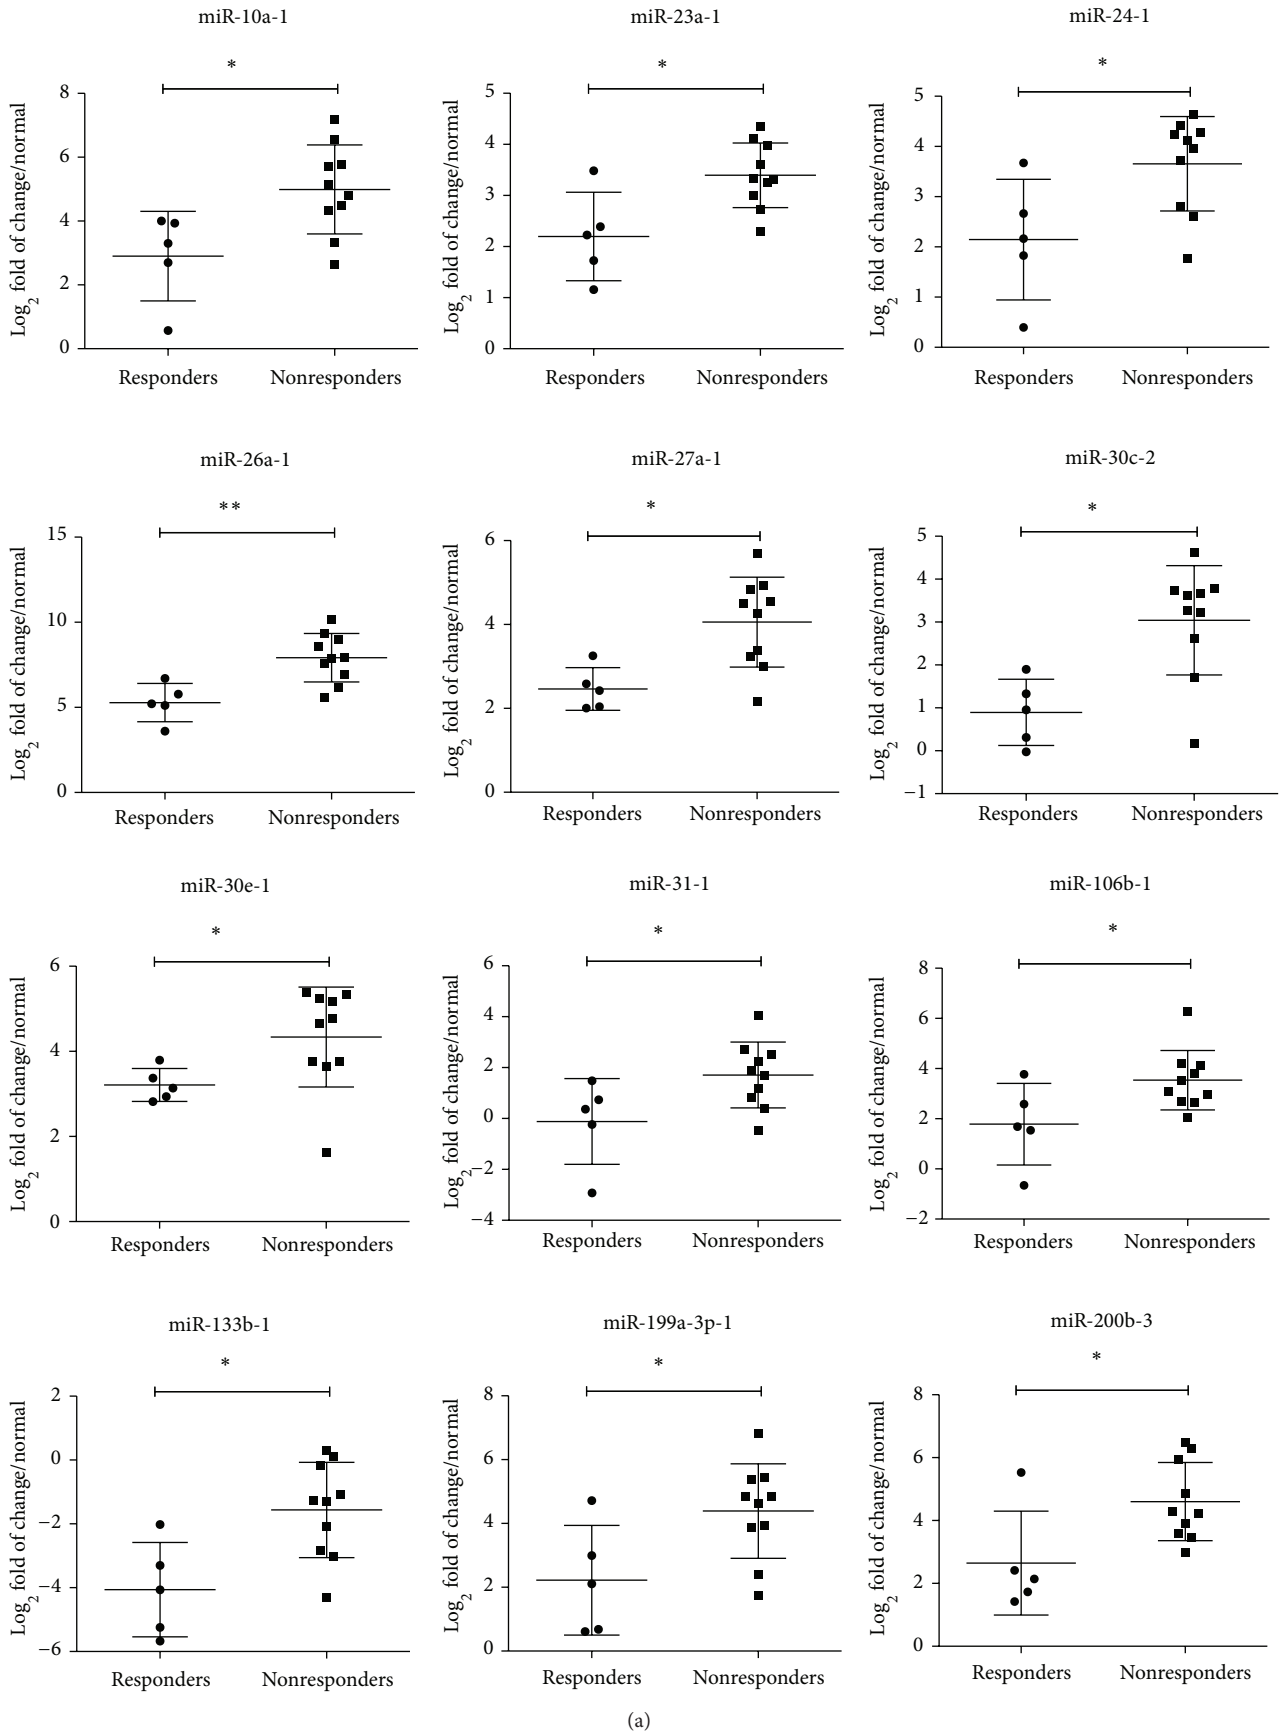 miR-10a-1
miR-23a-1
miR-24-1
*
*
*
Log2 fold of change/normal
8
6
4
2
0
Responders
Nonresponders
Log2 fold of change/normal
5
4
3
2
1
0
Responders
Nonresponders
Log2 fold of change/normal
5
4
3
2
1
0
Responders
Nonresponders
miR-26a-1
miR-27a-1
miR-30c-2
**
*
*
Log2 fold of change/normal
15
10
5
0
Responders
Nonresponders
Log2 fold of change/normal
6
4
2
0
Responders
Nonresponders
Log2 fold of change/normal
5
4
3
2
1
0
−1
Responders
Nonresponders
miR-30e-1
miR-31-1
miR-106b-1
*
*
*
Log2 fold of change/normal
6
4
2
0
Responders
Nonresponders
Log2 fold of change/normal
6
4
2
0
−2
−4
Responders
Nonresponders
Log2 fold of change/normal
8
6
4
2
0
−2
Responders
Nonresponders
miR-133b-1
miR-199a-3p-1
miR-200b-3
*
*
*
Log2 fold of change/normal
2
0
−2
−4
−6
Responders
Nonresponders
Log2 fold of change/normal
8
6
4
2
0
Responders
Nonresponders
Log2 fold of change/normal
8
6
4
2
0
Responders
Nonresponders
(a)